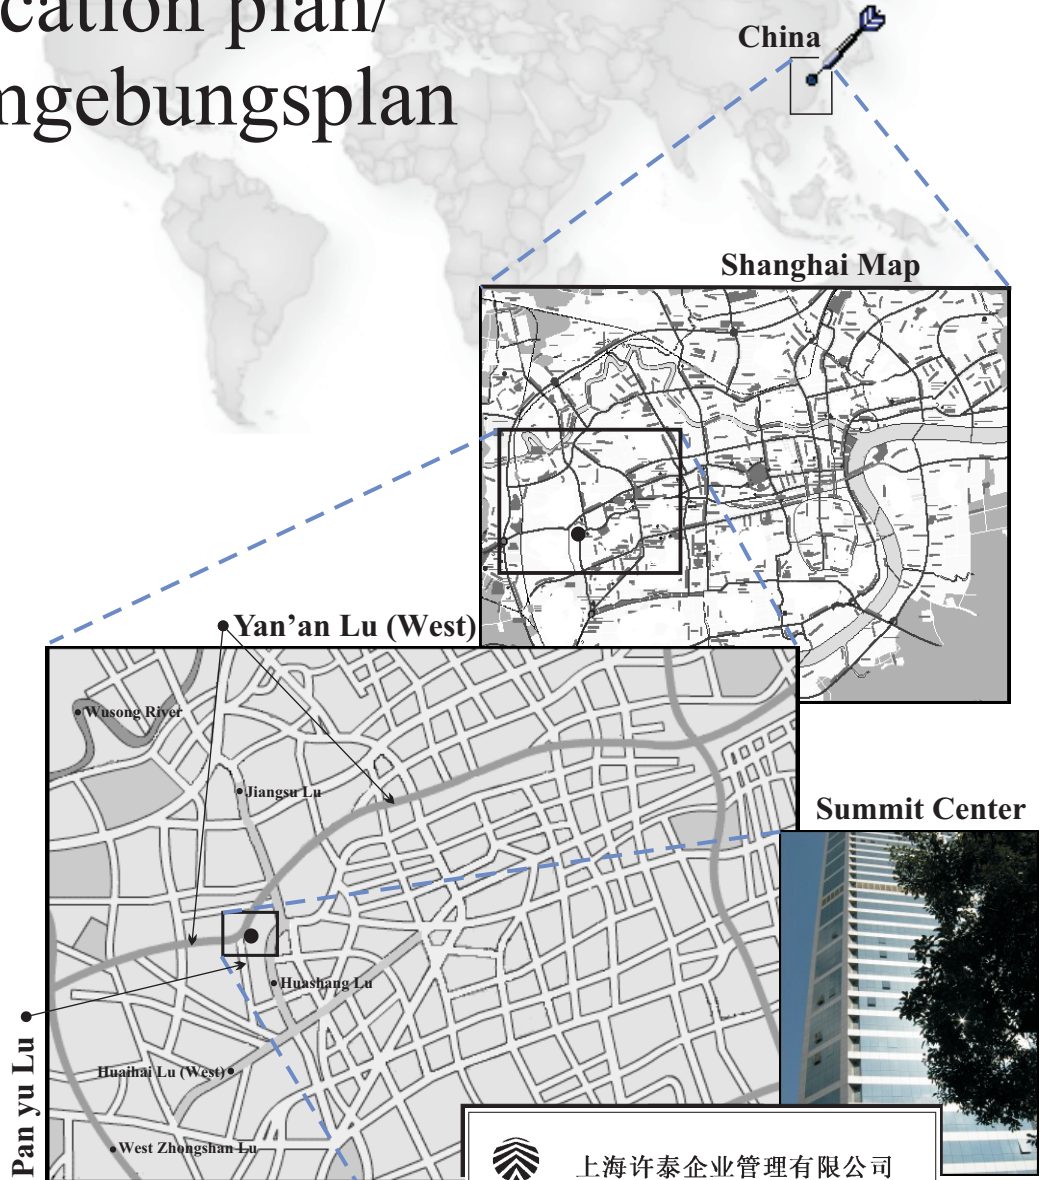 cation plan/
mgebungsplan
China
Shanghai Map
Yan’an Lu (West)
Wusong River
Jiangsu Lu
Summit Center
Huashang Lu
Pan yu Lu
Huaihai Lu (West)
West Zhongshan Lu
上海许泰企业管理有限公司